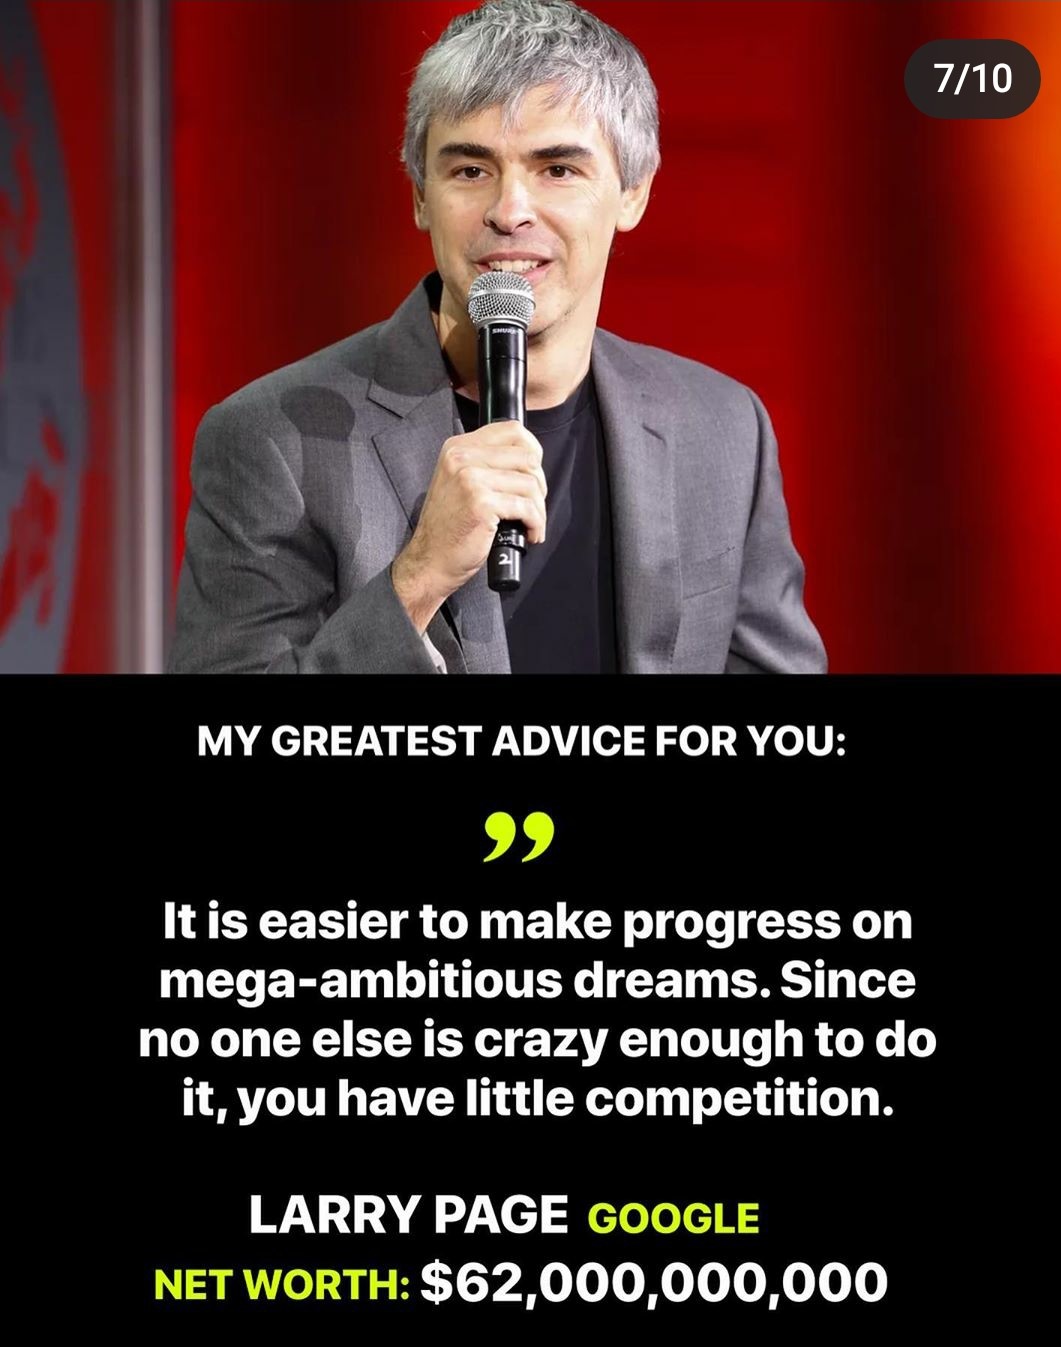 7/10
SHURE
2
MY GREATEST ADVICE FOR YOU:
”
It is easier to make progress on
mega-ambitious dreams. Since
no one else is crazy enough to do
it, you have little competition.
LARRY PAGE GOOGLE
NET WORTH: $62,000,000,000